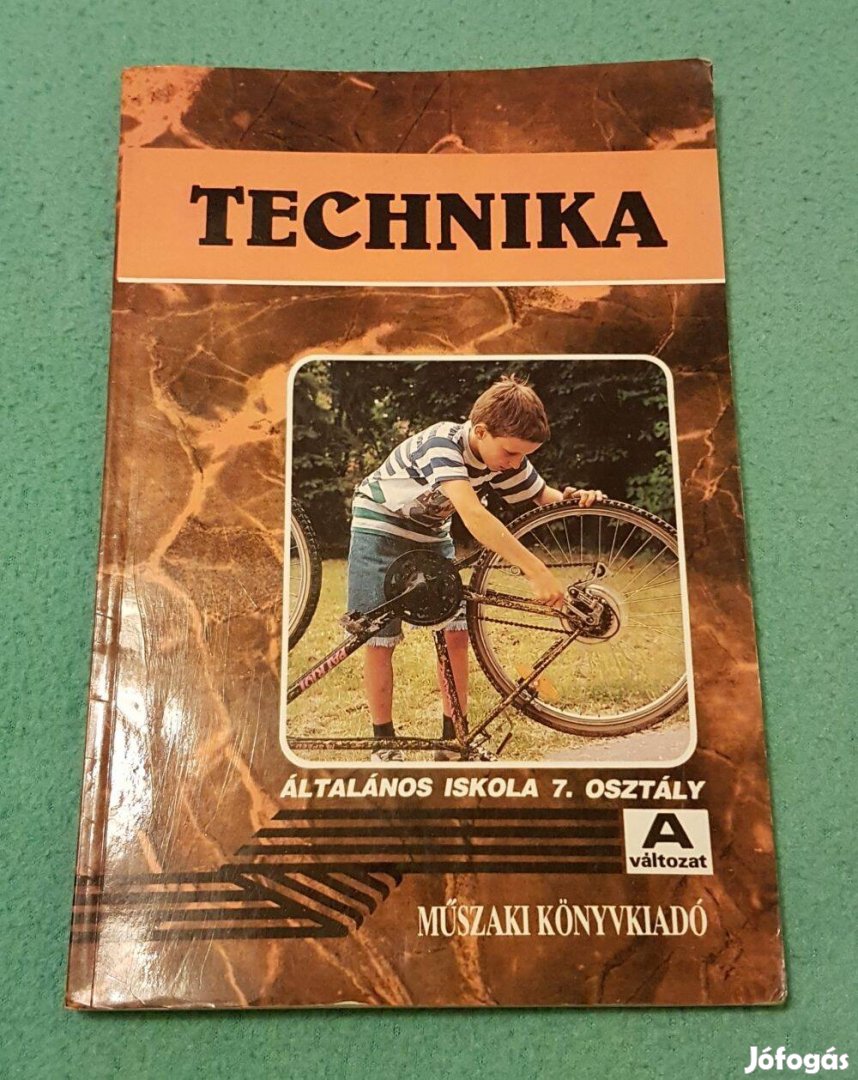 TECHNIKA
ÁLTALÁNOS ISKOLA 7. OSZTÁLY
A
változat
MŰSZAKI KÖNYVKIADÓ
Jófogás